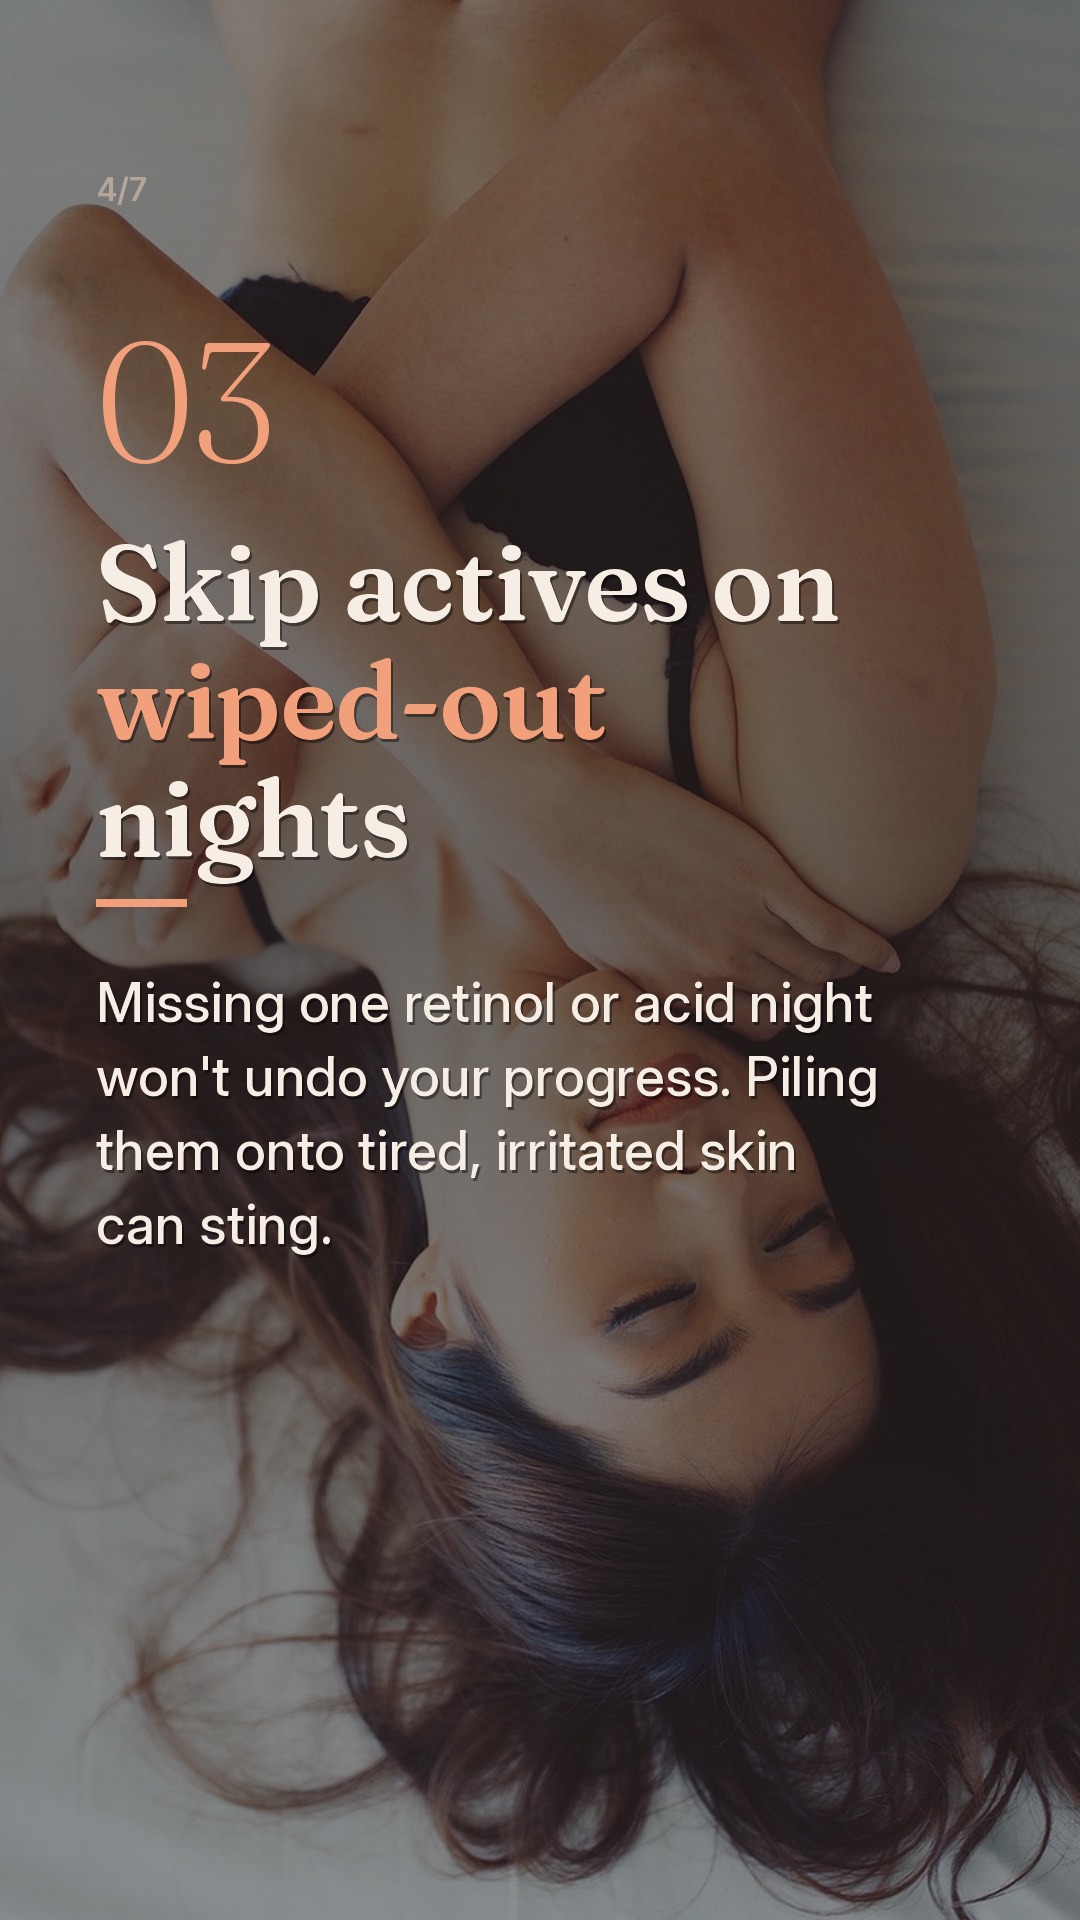 4/7
03
Skip actives on
wiped-out
nights
Missing one retinol or acid night
won't undo your progress. Piling
them onto tired, irritated skin
can sting.